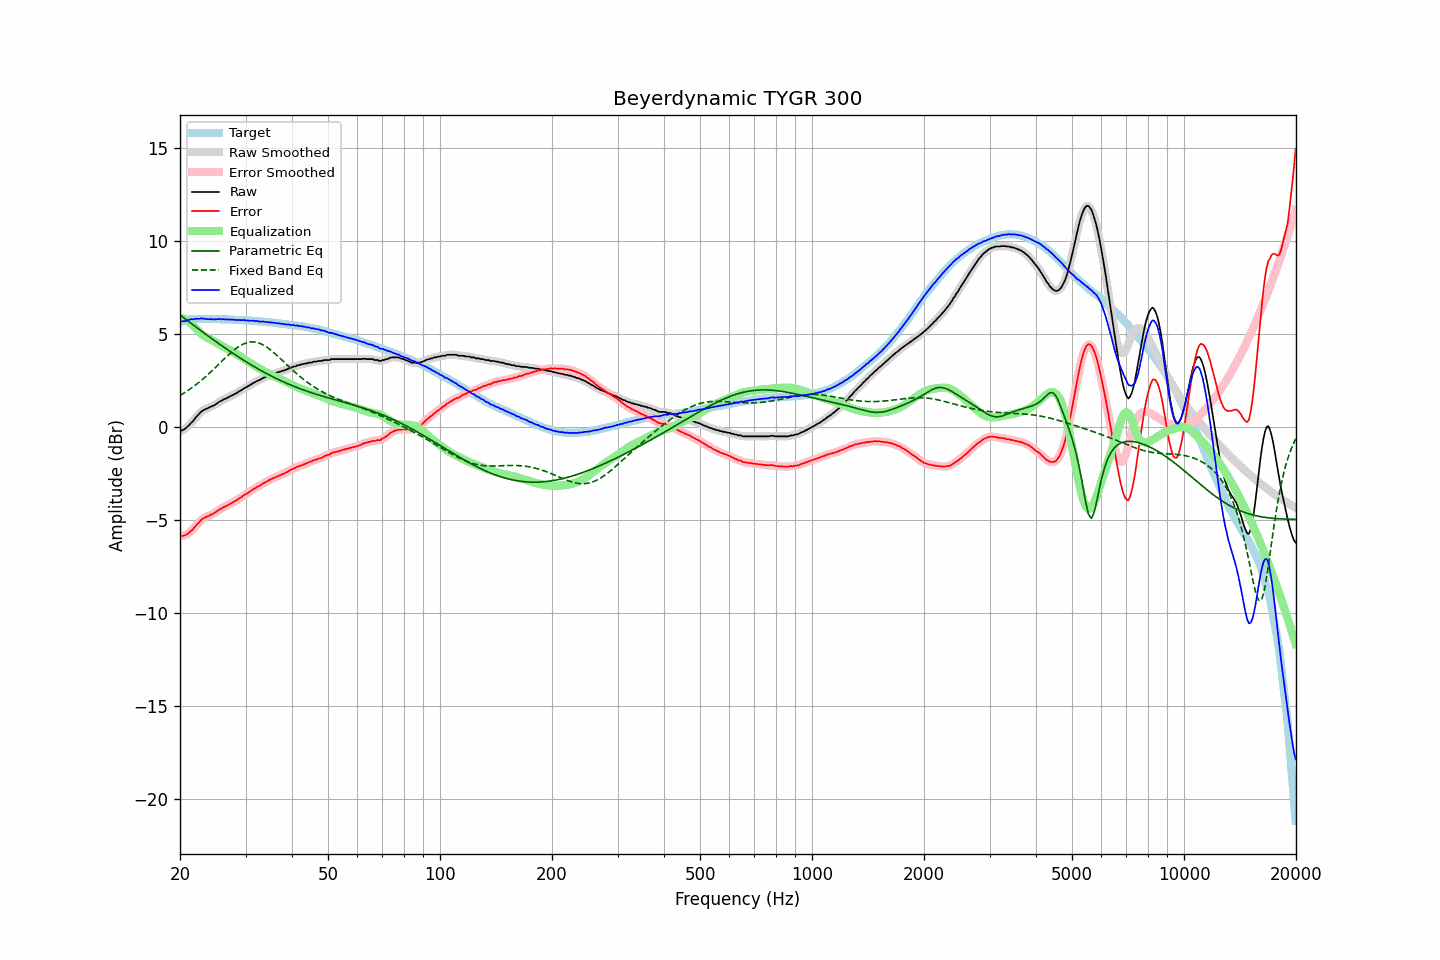 Beyerdynamic TYGR 300
Target
Raw Smoothed
Error Smoothed
Raw
Error
Equalization
Parametric Eq
Fixed Band Eq
Equalized
Amplitude (dBr)
15
10
5
0
−5
−10
−15
−20
20 50 100 200 500 1000 2000 5000 10000 20000
Frequency (Hz)